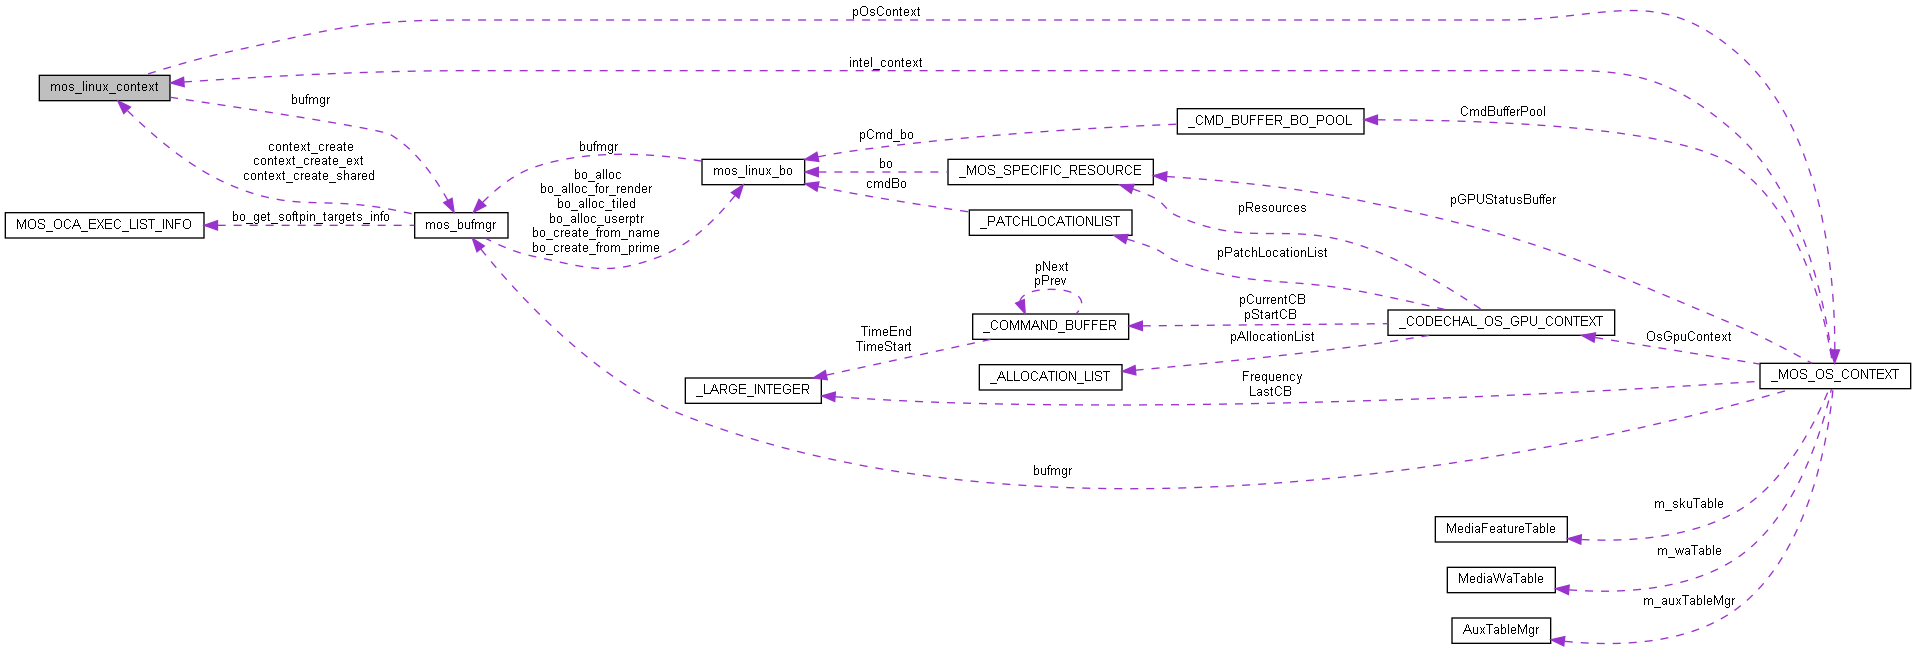 pOsContext
intel_context
mos_linux_context
bufmgr
CmdBufferPool
_CMD_BUFFER_BO_POOL
pCmd_bo
context_create
context_create_ext
context_create_shared
bufmgr
mos_linux_bo
bo
cmdBo
_MOS_SPECIFIC_RESOURCE
pGPUStatusBuffer
bo_alloc
bo_alloc_for_render
bo_alloc_tiled
bo_alloc_userptr
bo_create_from_name
bo_create_from_prime
MOS_OCA_EXEC_LIST_INFO
bo_get_softpin_targets_info
mos_bufmgr
_PATCHLOCATIONLIST
pResources
pPatchLocationList
pNext
pPrev
pCurrentCB
pStartCB
_COMMAND_BUFFER
_CODECHAL_OS_GPU_CONTEXT
TimeEnd
TimeStart
pAllocationList
OsGpuContext
_ALLOCATION_LIST
_MOS_OS_CONTEXT
_LARGE_INTEGER
Frequency
LastCB
bufmgr
m_skuTable
MediaFeatureTable
m_waTable
MediaWaTable
m_auxTableMgr
AuxTableMgr